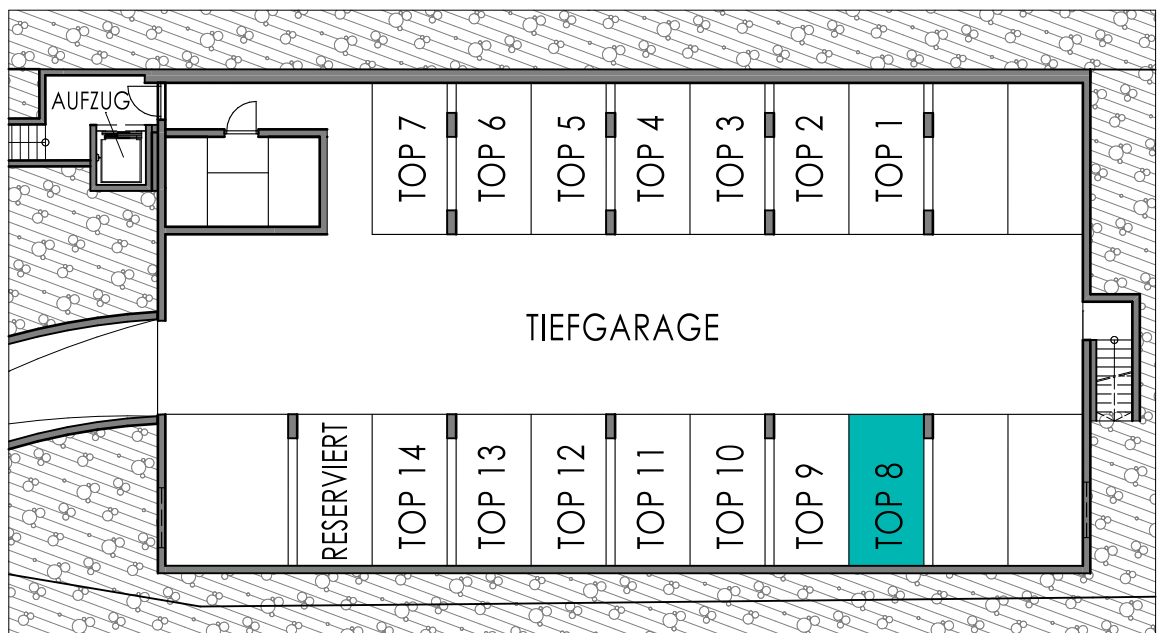 AUFZUG
TOP 7
TOP 6
TOP 5
TOP 4
TOP 3
TOP 2
TOP 1
TIEFGARAGE
RESERVIERT
TOP 14
TOP 13
TOP 12
TOP 11
TOP 10
TOP 9
TOP 8